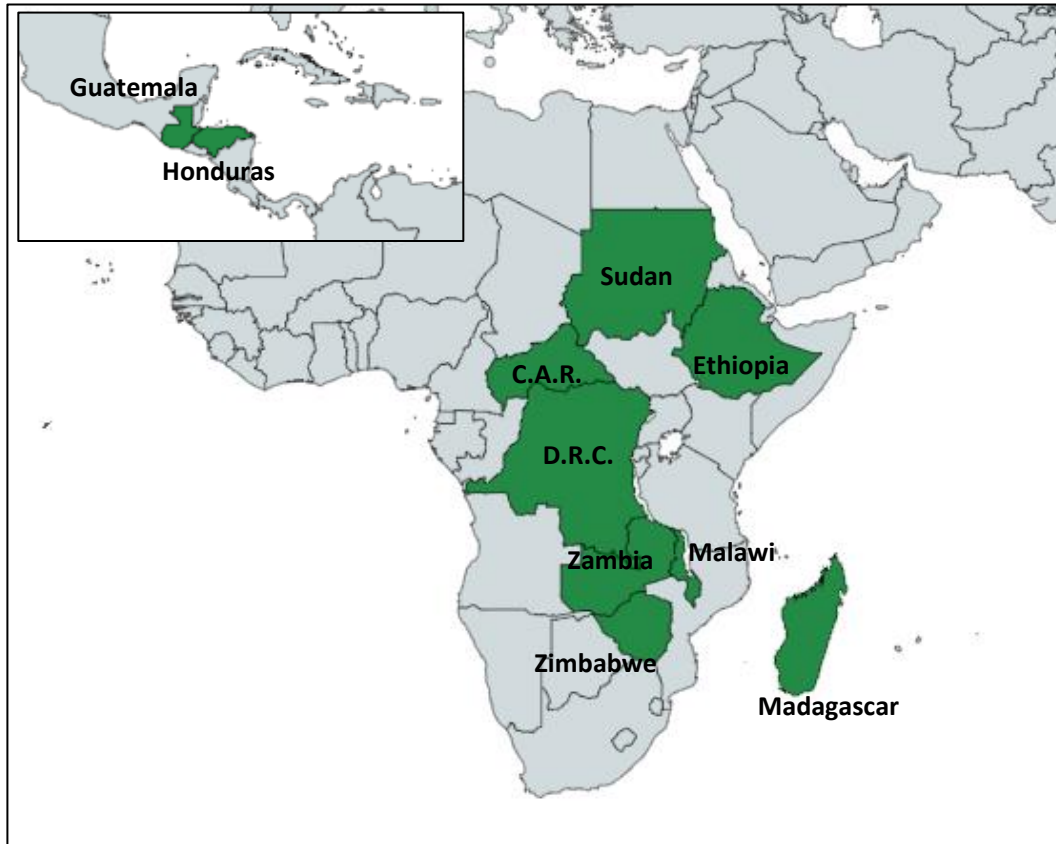 Guatemala
Honduras
Sudan
Ethiopia
C.A.R.
D.R.C.
Malawi
Zambia
Zimbabwe
Madagascar